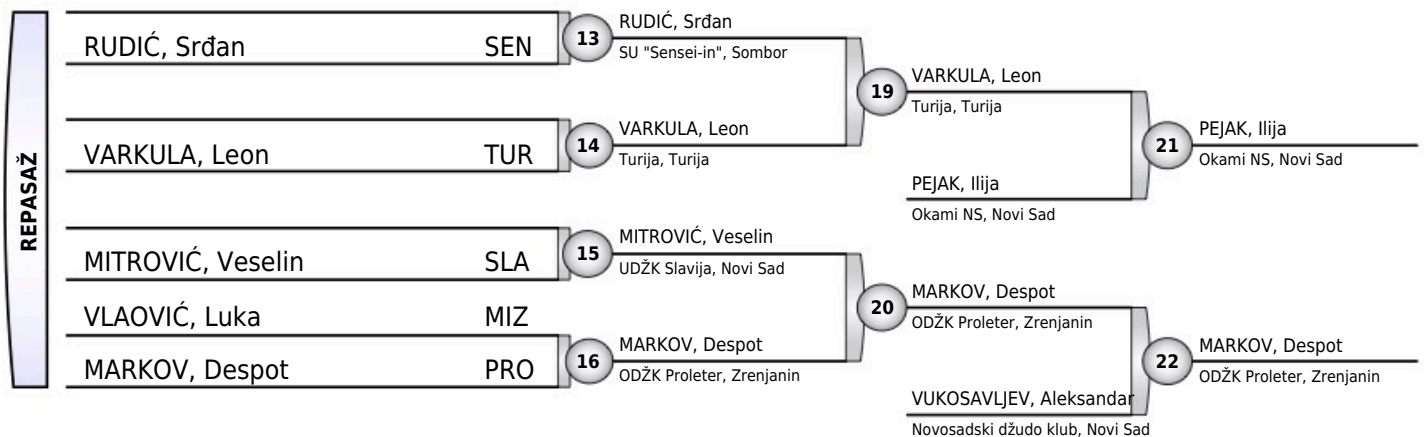 REPASAŽ
RUDIĆ, Srđan SEN
VARKULA, Leon TUR
MITROVIĆ, Veselin SLA
VLAOVIĆ, Luka MIZ
MARKOV, Despot PRO
13
RUDIĆ, Srđan
SU "Sensei-in", Sombor
14
VARKULA, Leon
Turija, Turija
15
MITROVIĆ, Veselin
UDŽK Slavija, Novi Sad
16
MARKOV, Despot
ODŽK Proleter, Zrenjanin
19
VARKULA, Leon
Turija, Turija
PEJAK, Ilija
Okami NS, Novi Sad
20
MARKOV, Despot
ODŽK Proleter, Zrenjanin
VUKOSAVLJEV, Aleksandar
Novosadski džudo klub, Novi Sad
21
PEJAK, Ilija
Okami NS, Novi Sad
22
MARKOV, Despot
ODŽK Proleter, Zrenjanin